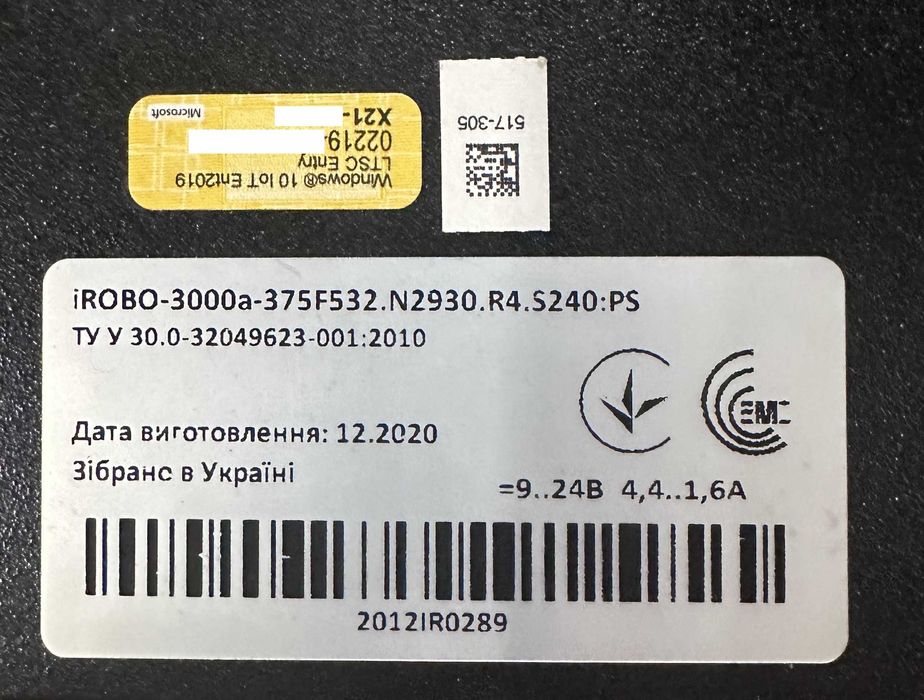 Microsoft
X21-
02219-
LTSC Entry
Windows® 10 IoT Ent2019
517-305
iROBO-3000a-375F532.N2930.R4.S240:PS
ТУ У 30.0-32049623-001:2010
EMC
Дата виготовлення: 12.2020
Зібрано в Україні
=9..24В 4,4..1,6А
2012IR0289